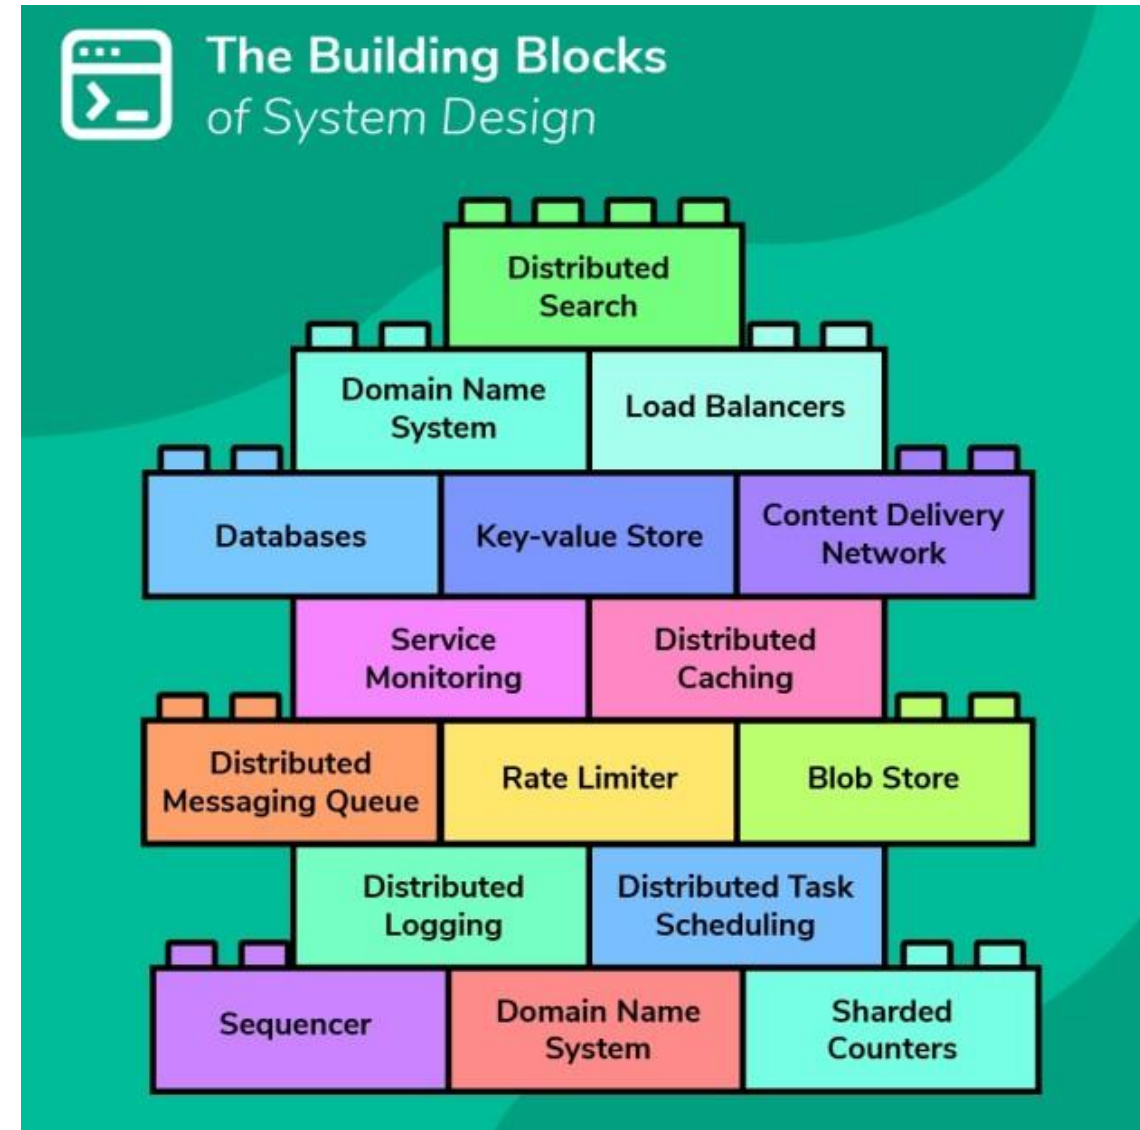 The Building Blocks
of System Design
Distributed
Search
Domain Name
System
Load Balancers
Databases
Key-value Store
Content Delivery
Network
Service
Monitoring
Distributed
Caching
Distributed
Messaging Queue
Rate Limiter
Blob Store
Distributed
Logging
Distributed Task
Scheduling
Sequencer
Domain Name
System
Sharded
Counters